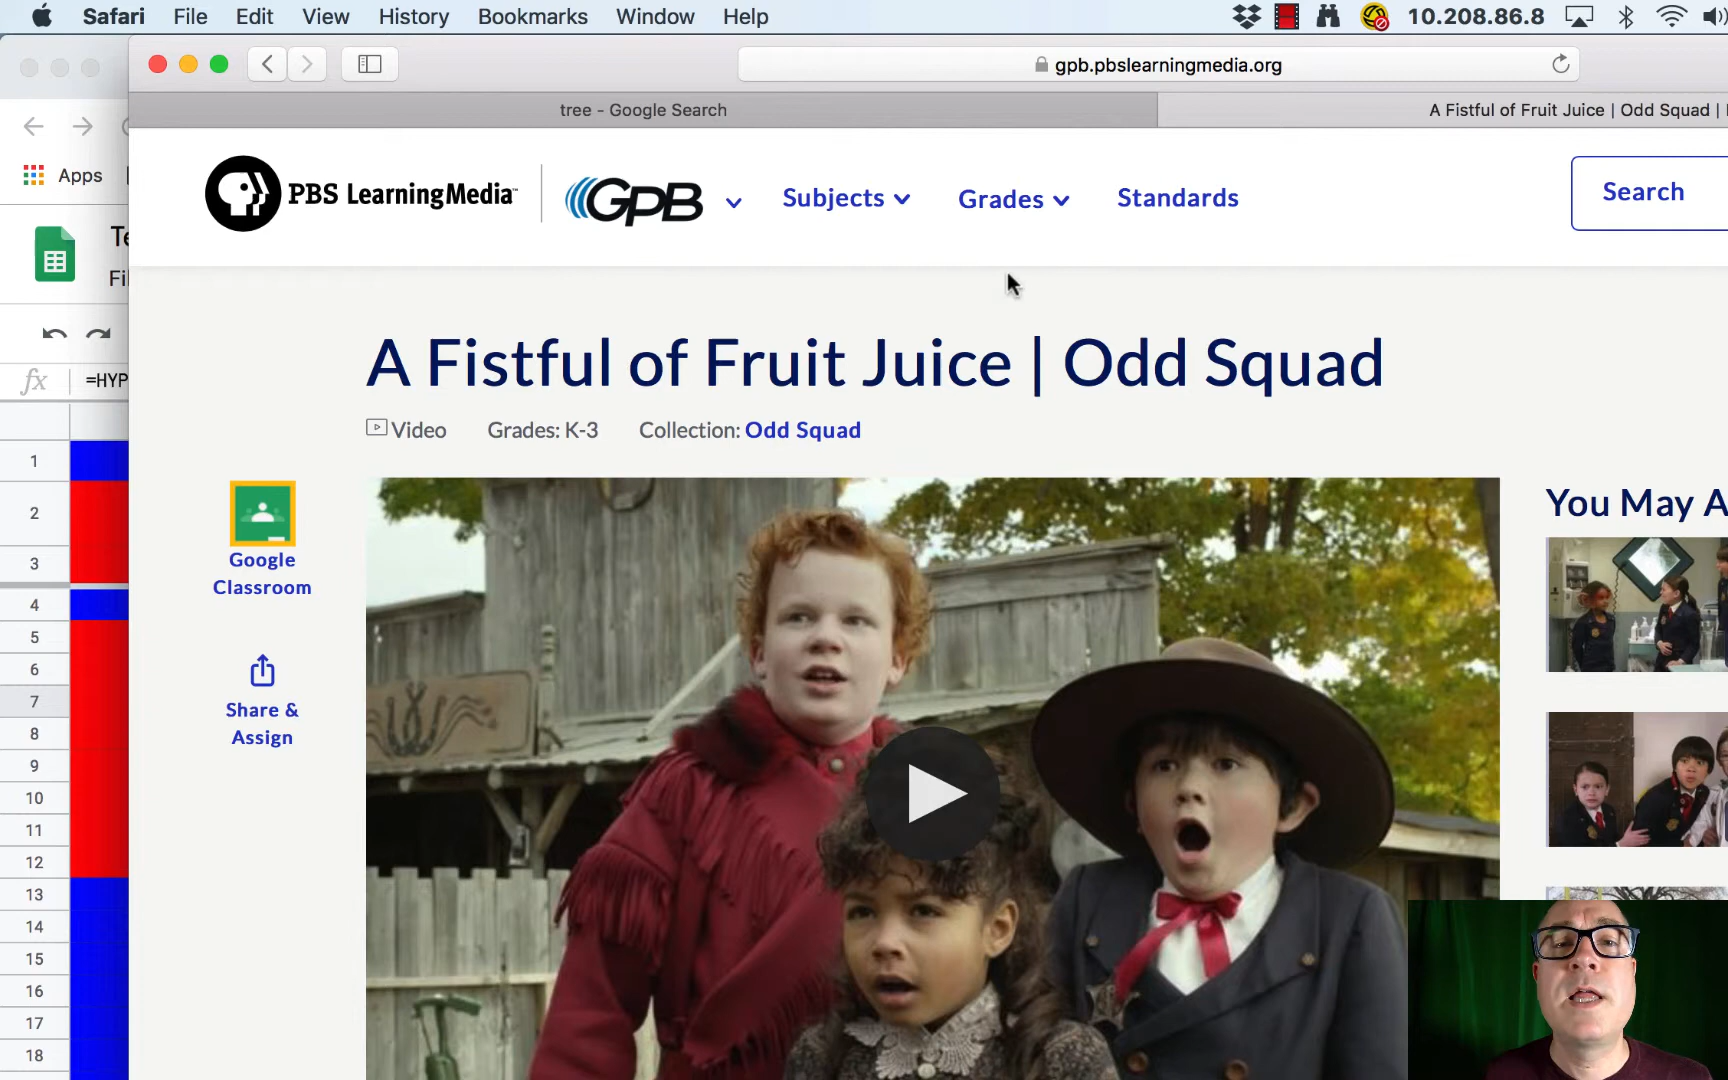 Safari File Edit View History Bookmarks Window Help 10.208.86.8
gpb.pbslearningmedia.org
tree - Google Search
A Fistful of Fruit Juice | Odd Squad |
Apps
PBS LearningMedia
GPB
Subjects
Grades
Standards
Search
Te
Fil
fx =HYP
A Fistful of Fruit Juice | Odd Squad
Video Grades: K-3 Collection: Odd Squad
Google
Classroom
Share &
Assign
You May A
1
2
3
4
5
6
7
8
9
10
11
12
13
14
15
16
17
18